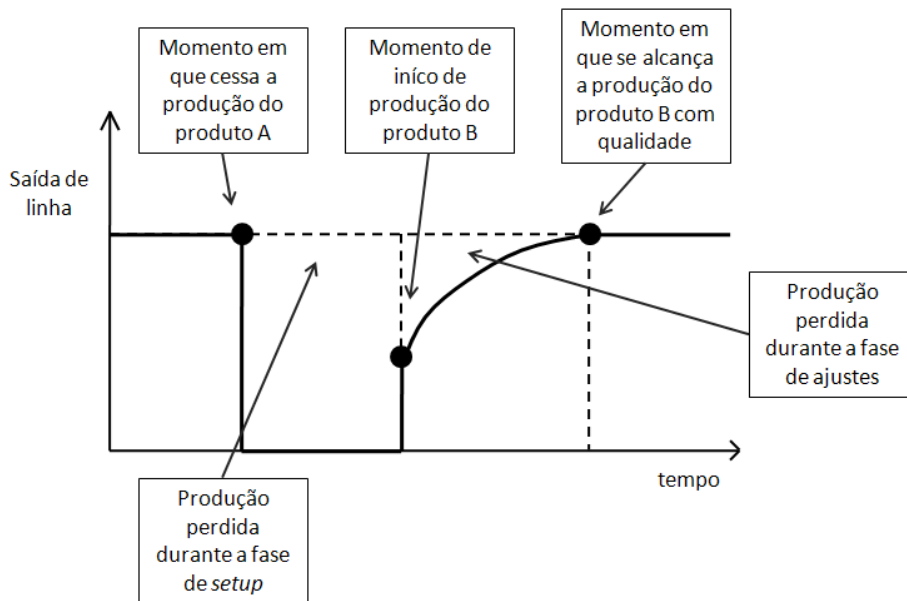 Momento em
que cessa a
produção do
produto A
Momento de
iníco de
produção do
produto B
Momento em
que se alcança
a produção do
produto B com
qualidade
Saída de
linha
Produção
perdida
durante a fase
de ajustes
tempo
Produção
perdida
durante a fase
de setup